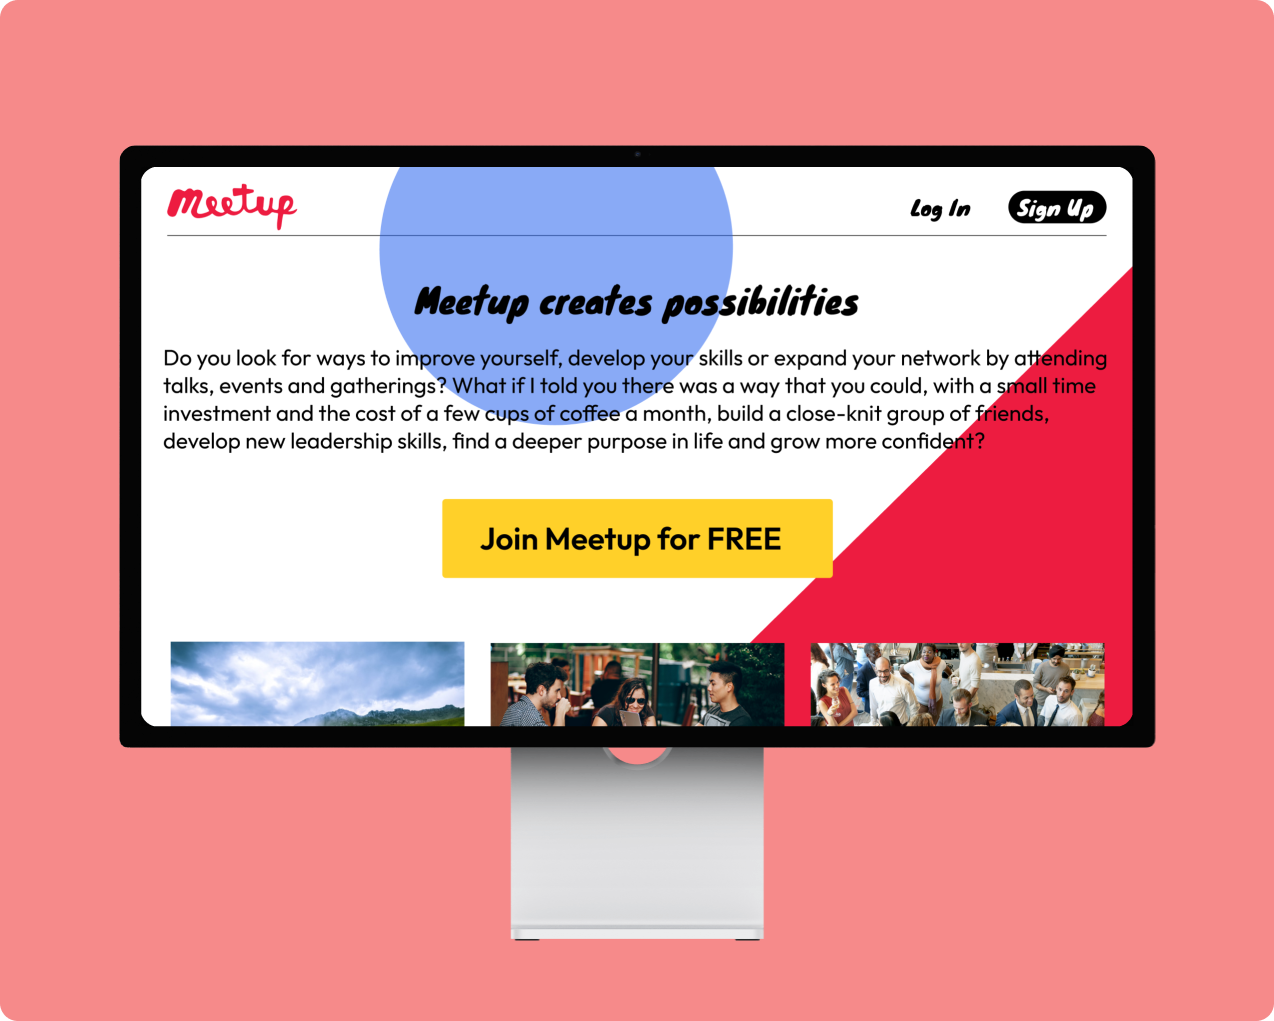 Meetup
Log In
Sign Up
Meetup creates possibilities
Do you look for ways to improve yourself, develop your skills or expand your network by attending
talks, events and gatherings? What if I told you there was a way that you could, with a small time
investment and the cost of a few cups of coffee a month, build a close-knit group of friends,
develop new leadership skills, find a deeper purpose in life and grow more confident?
Join Meetup for FREE